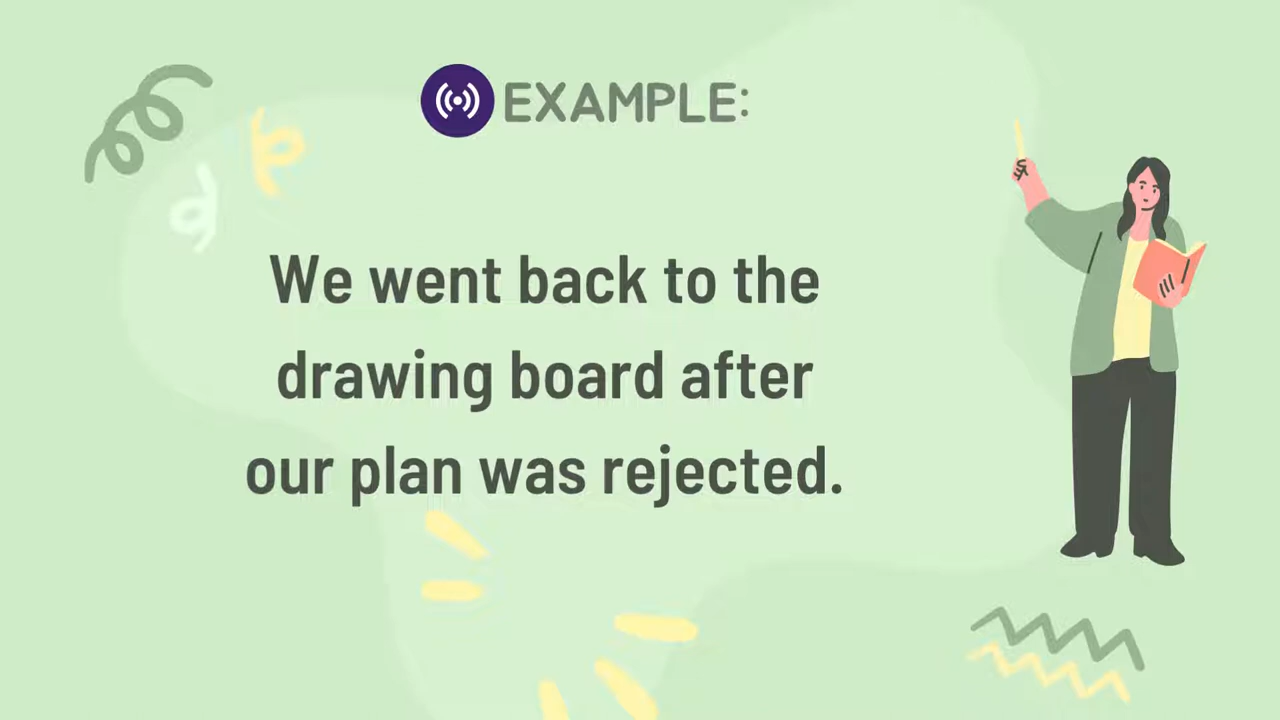 EXAMPLE:
We went back to the
drawing board after
our plan was rejected.